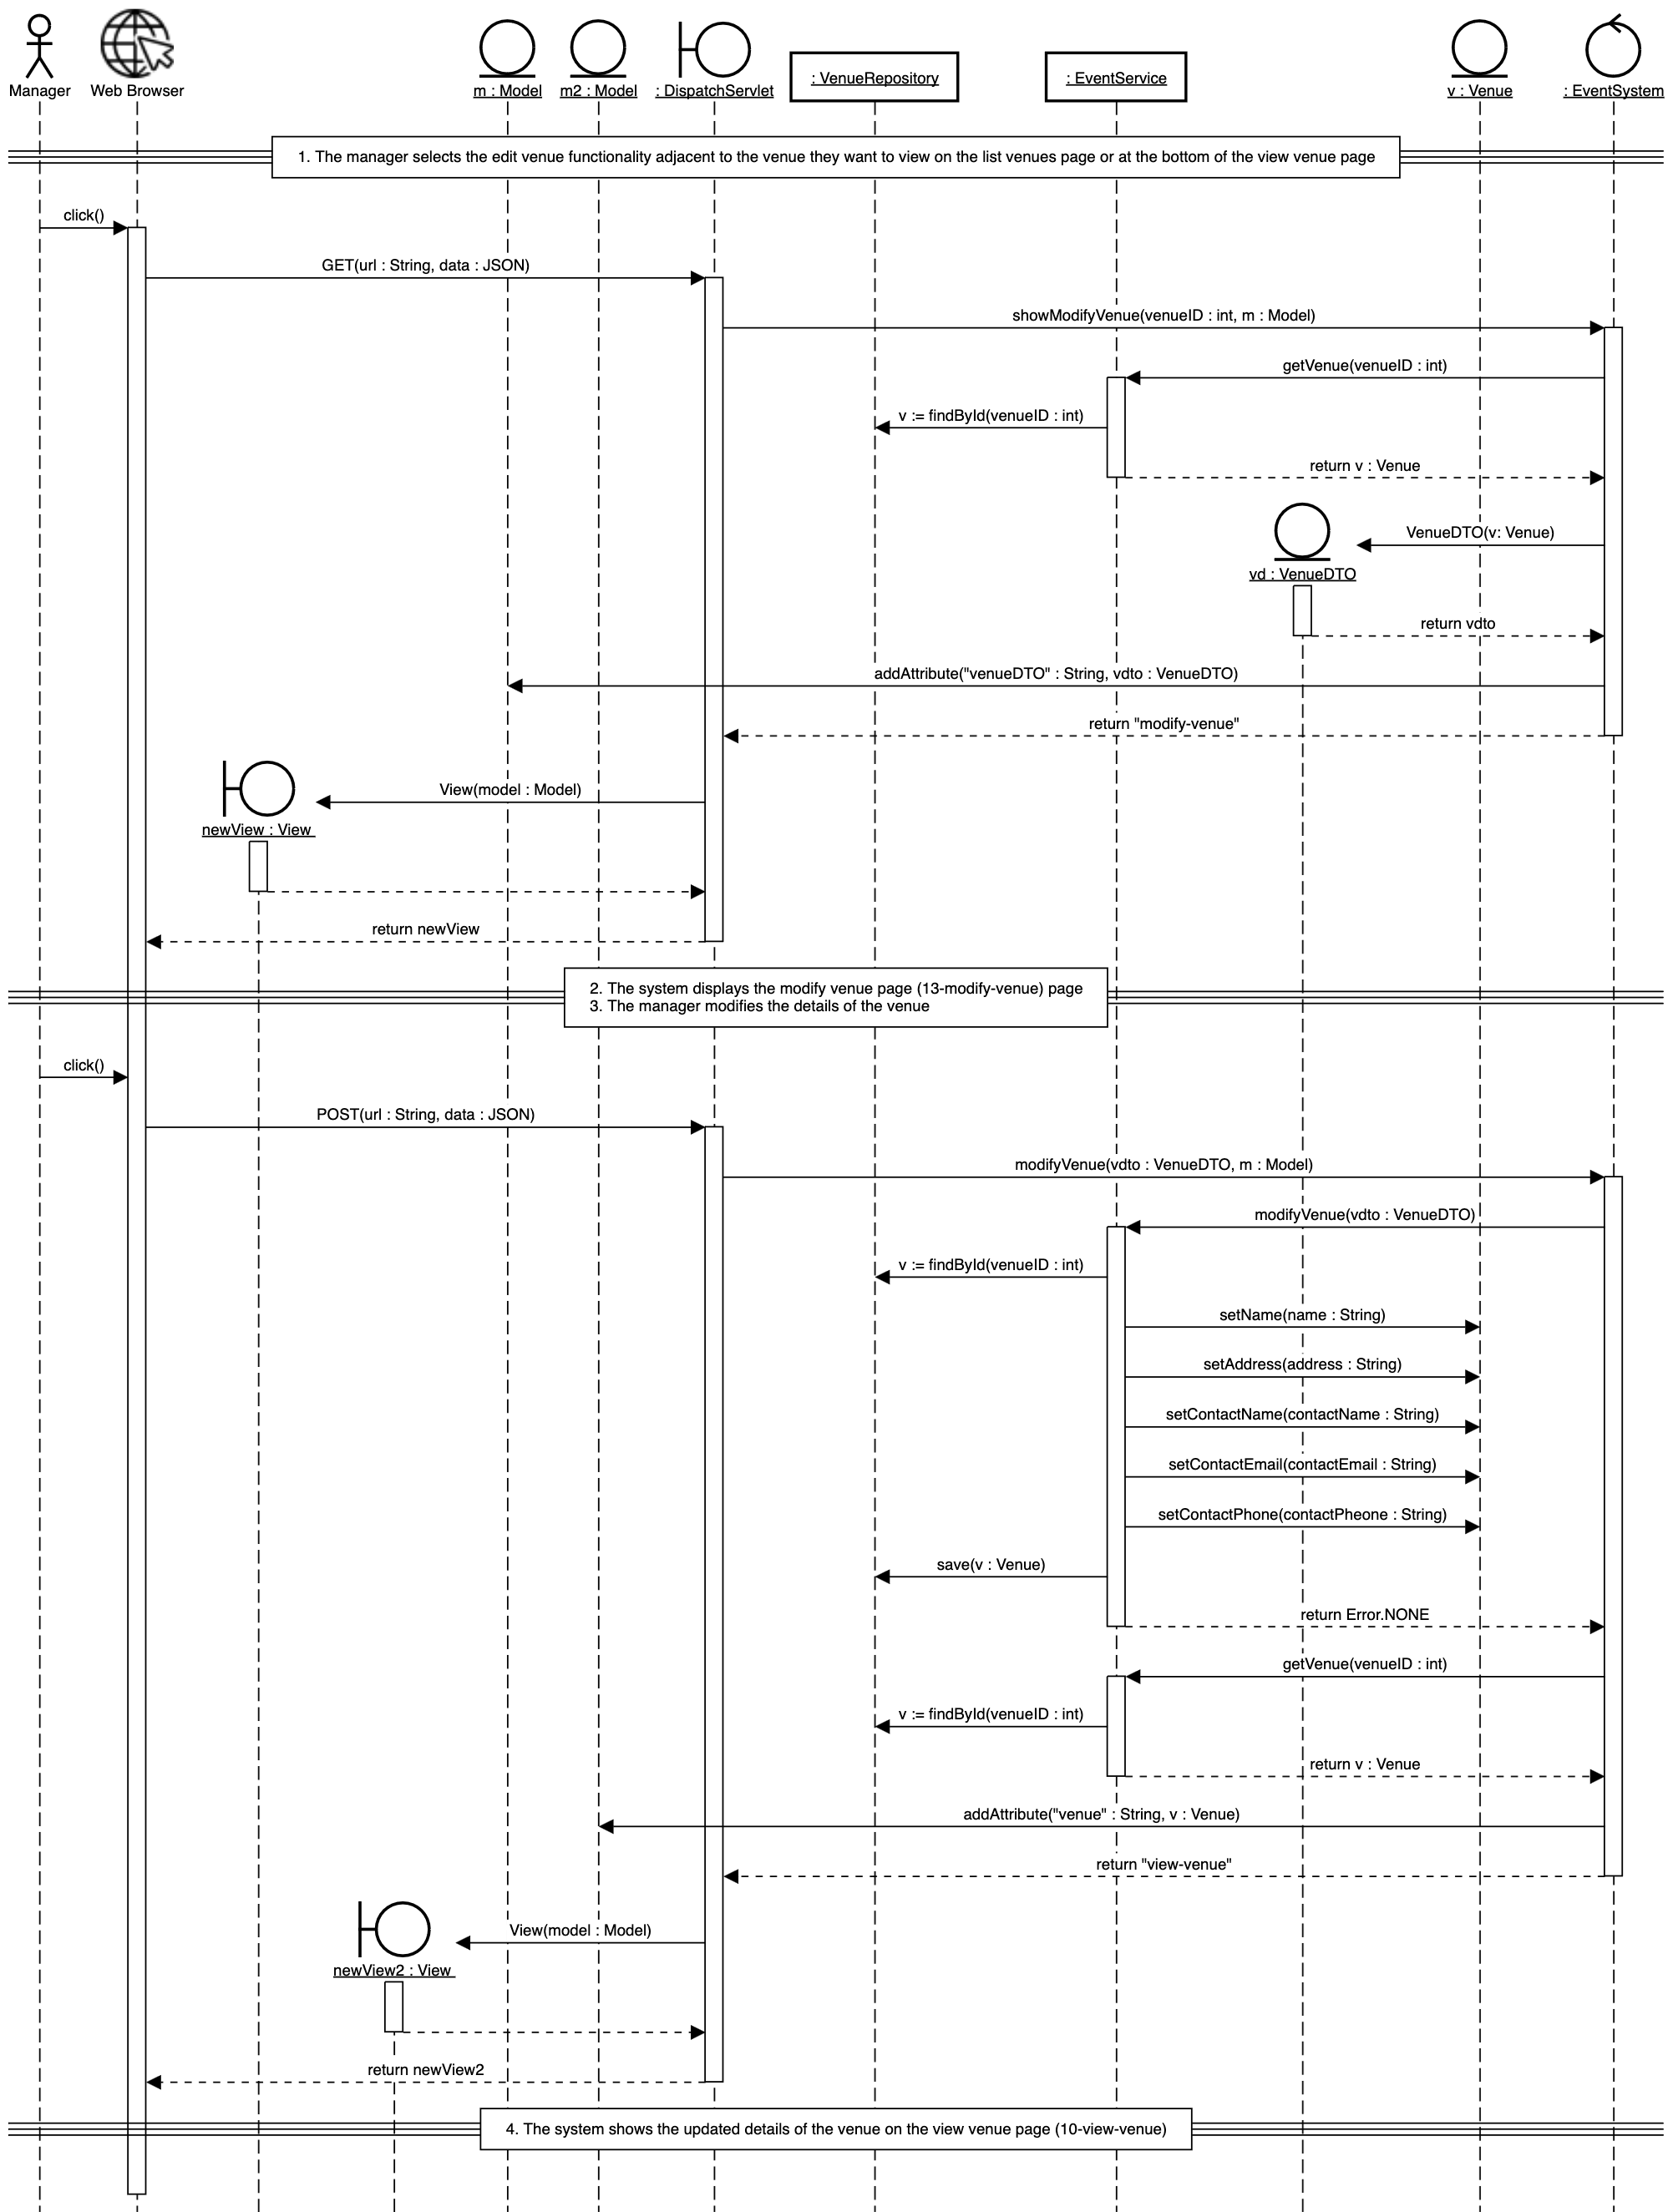 Manager
Web Browser
m : Model
m2 : Model
: DispatchServlet
: VenueRepository
: EventService
v : Venue
: EventSystem
1. The manager selects the edit venue functionality adjacent to the venue they want to view on the list venues page or at the bottom of the view venue page
click()
GET(url : String, data : JSON)
showModifyVenue(venueID : int, m : Model)
getVenue(venueID : int)
v := findById(venueID : int)
return v : Venue
VenueDTO(v: Venue)
vd : VenueDTO
return vdto
addAttribute("venueDTO" : String, vdto : VenueDTO)
return "modify-venue"
View(model : Model)
newView : View
return newView
2. The system displays the modify venue page (13-modify-venue) page
3. The manager modifies the details of the venue
click()
POST(url : String, data : JSON)
modifyVenue(vdto : VenueDTO, m : Model)
modifyVenue(vdto : VenueDTO)
v := findById(venueID : int)
setName(name : String)
setAddress(address : String)
setContactName(contactName : String)
setContactEmail(contactEmail : String)
setContactPhone(contactPheone : String)
save(v : Venue)
return Error.NONE
getVenue(venueID : int)
v := findById(venueID : int)
return v : Venue
addAttribute("venue" : String, v : Venue)
return "view-venue"
View(model : Model)
newView2 : View
return newView2
4. The system shows the updated details of the venue on the view venue page (10-view-venue)